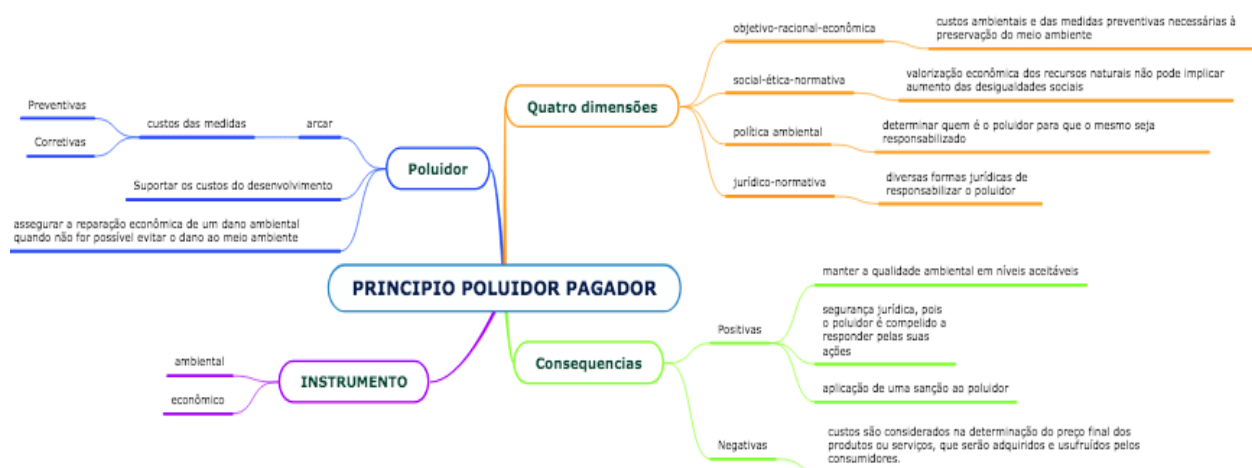 PRINCIPIO POLUIDOR PAGADOR
Poluidor
arcar
custos das medidas
Preventivas
Corretivas
Suportar os custos do desenvolvimento
assegurar a reparação econômica de um dano ambiental
quando não for possível evitar o dano ao meio ambiente
INSTRUMENTO
ambiental
econômico
Quatro dimensões
objetivo-racional-econômica
custos ambientais e das medidas preventivas necessárias à
preservação do meio ambiente
social-ética-normativa
valorização econômica dos recursos naturais não pode implicar
aumento das desigualdades sociais
política ambiental
determinar quem é o poluidor para que o mesmo seja
responsabilizado
jurídico-normativa
diversas formas jurídicas de
responsabilizar o poluidor
Consequencias
Positivas
manter a qualidade ambiental em níveis aceitáveis
segurança jurídica, pois
o poluidor é compelido a
responder pelas suas
ações
aplicação de uma sanção ao poluidor
Negativas
custos são considerados na determinação do preço final dos
produtos ou serviços, que serão adquiridos e usufruídos pelos
consumidores.